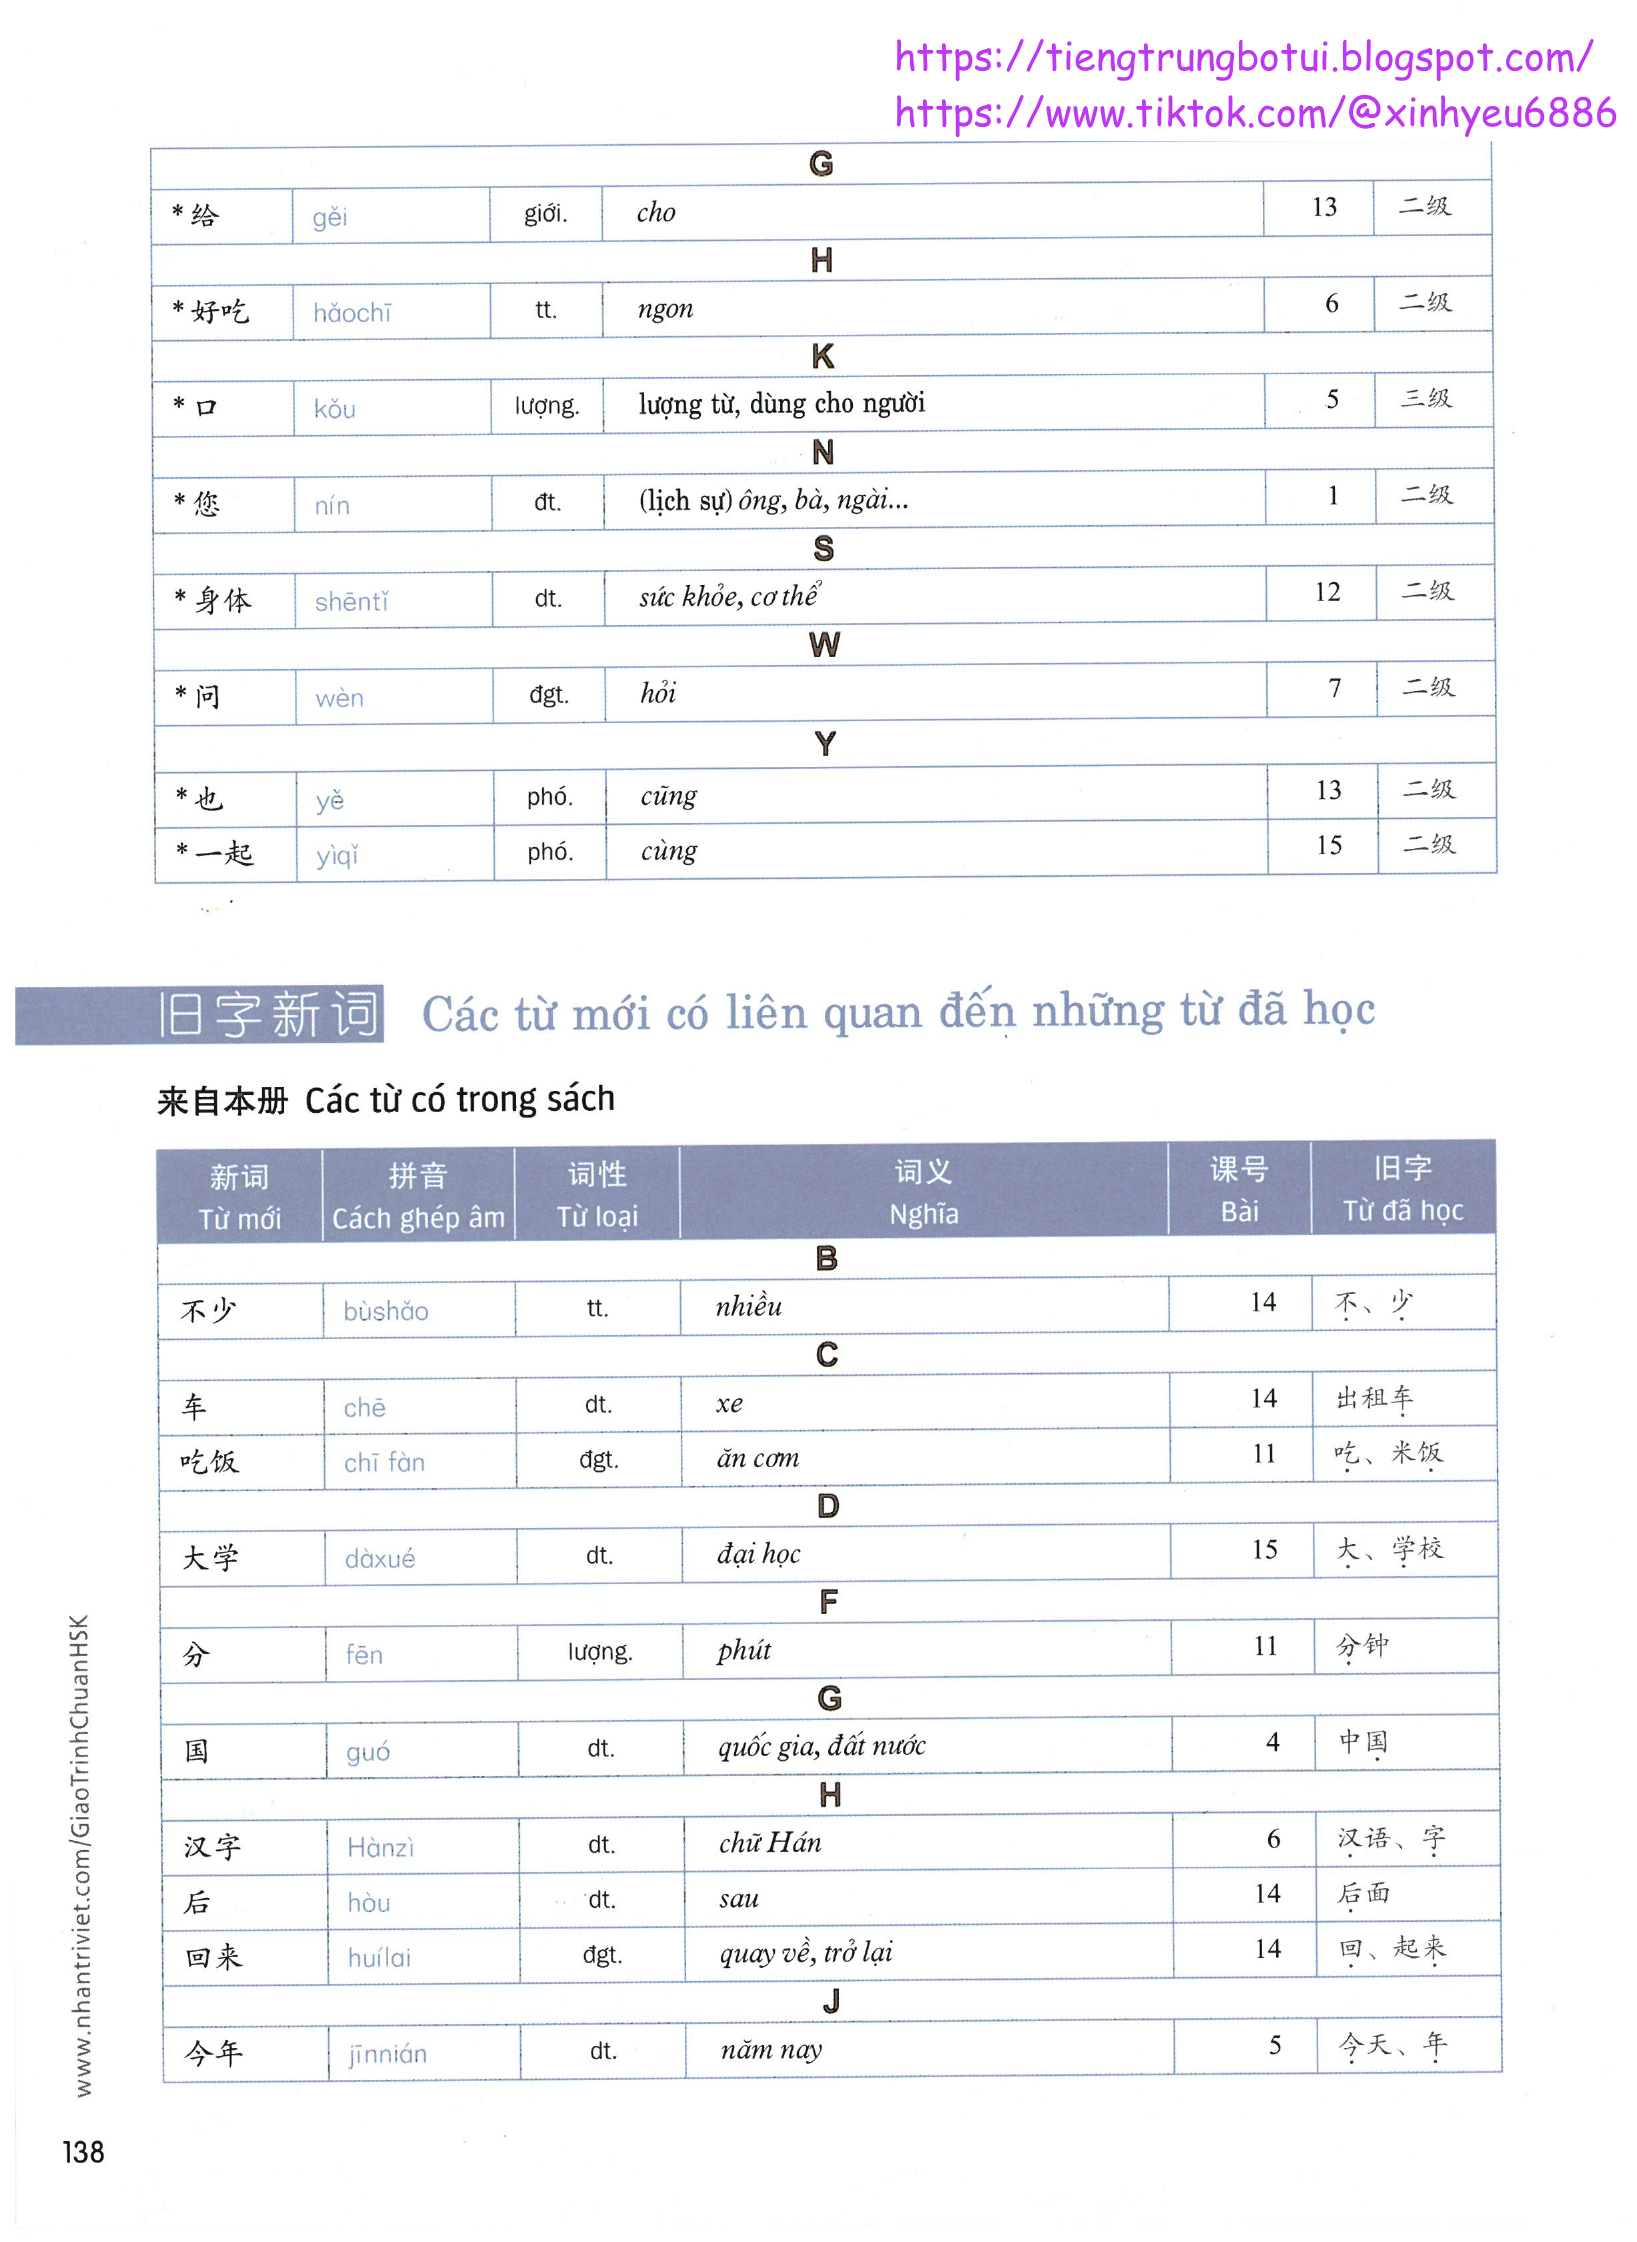 https://tiengtrungbotui.blogspot.com/
https://www.tiktok.com/@xinhyeu6886
G
*给 gěi giới. cho 13 二级
H
*好吃 hǎochī tt. ngon 6 二级
K
*口 kǒu lượng. lượng từ, dùng cho người 5 三级
N
*您 nín đt. (lịch sự) ông, bà, ngài... 1 二级
S
*身体 shēntǐ dt. sức khỏe, cơ thể 12 二级
W
*问 wèn đgt. hỏi 7 二级
Y
*也 yě phó. cũng 13 二级
*一起 yìqǐ phó. cùng 15 二级
旧字新词 Các từ mới có liên quan đến những từ đã học
来自本册 Các từ có trong sách
新词 拼音 词性 词义 课号 旧字
Từ mới Cách ghép âm Từ loại Nghĩa Bài Từ đã học
B
不少 bùshǎo tt. nhiều 14 不、少
C
车 chē dt. xe 14 出租车
吃饭 chī fàn đgt. ăn cơm 11 吃、米饭
D
大学 dàxué dt. đại học 15 大、学校
F
分 fēn lượng. phút 11 分钟
G
国 guó dt. quốc gia, đất nước 4 中国
H
汉字 Hànzì dt. chữ Hán 6 汉语、字
后 hòu dt. sau 14 后面
回来 huílai đgt. quay về, trở lại 14 回、起来
J
今年 jīnnián dt. năm nay 5 今天、年
www.nhantriviet.com/GiaoTrinhChuanHSK
138